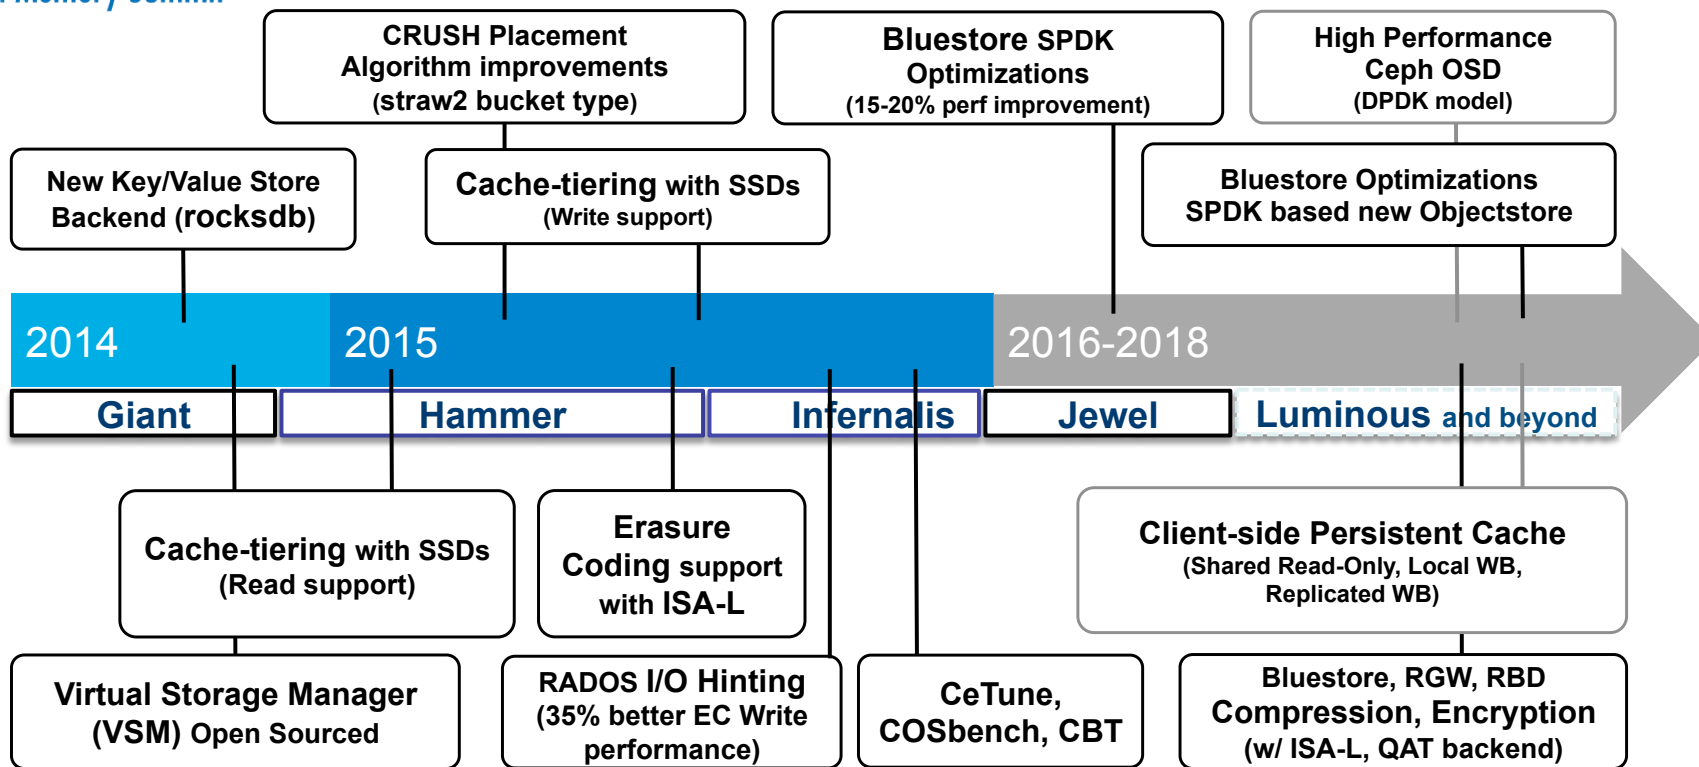 Memory Summit
CRUSH Placement
Algorithm improvements
(straw2 bucket type)
Bluestore SPDK
Optimizations
(15-20% perf improvement)
High Performance
Ceph OSD
(DPDK model)
New Key/Value Store
Backend (rocksdb)
Cache-tiering with SSDs
(Write support)
Bluestore Optimizations
SPDK based new Objectstore
2014
2015
2016-2018
Giant
Hammer
Infernalis
Jewel
Luminous and beyond
Cache-tiering with SSDs
(Read support)
Erasure
Coding support
with ISA-L
Client-side Persistent Cache
(Shared Read-Only, Local WB,
Replicated WB)
Virtual Storage Manager
(VSM) Open Sourced
RADOS I/O Hinting
(35% better EC Write
performance)
CeTune,
COSbench, CBT
Bluestore, RGW, RBD
Compression, Encryption
(w/ ISA-L, QAT backend)